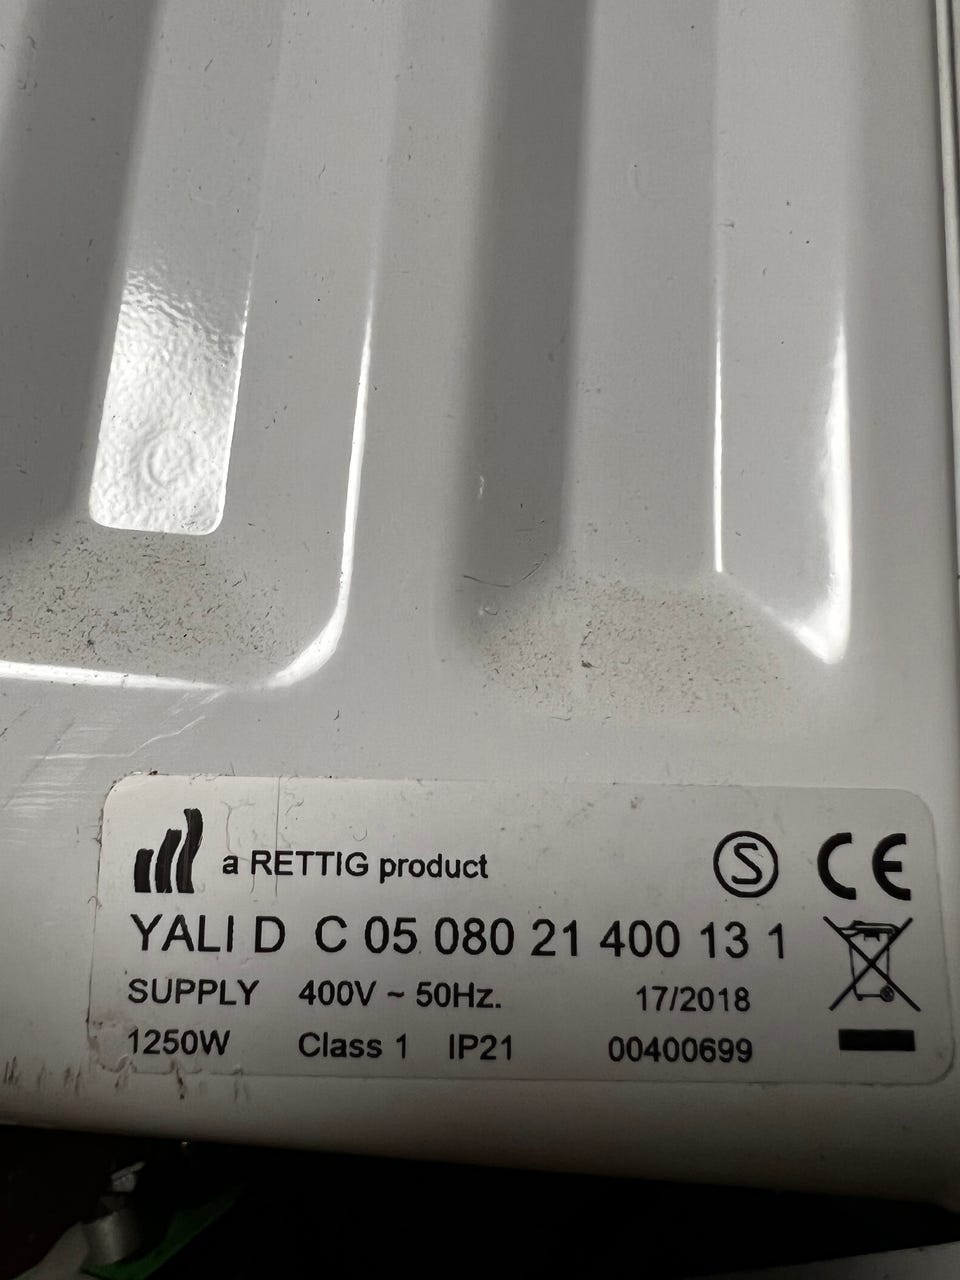 a RETTIG product
S CE
YALI D C 05 080 21 400 13 1
SUPPLY 400V ~ 50Hz. 17/2018
1250W Class 1 IP21 00400699